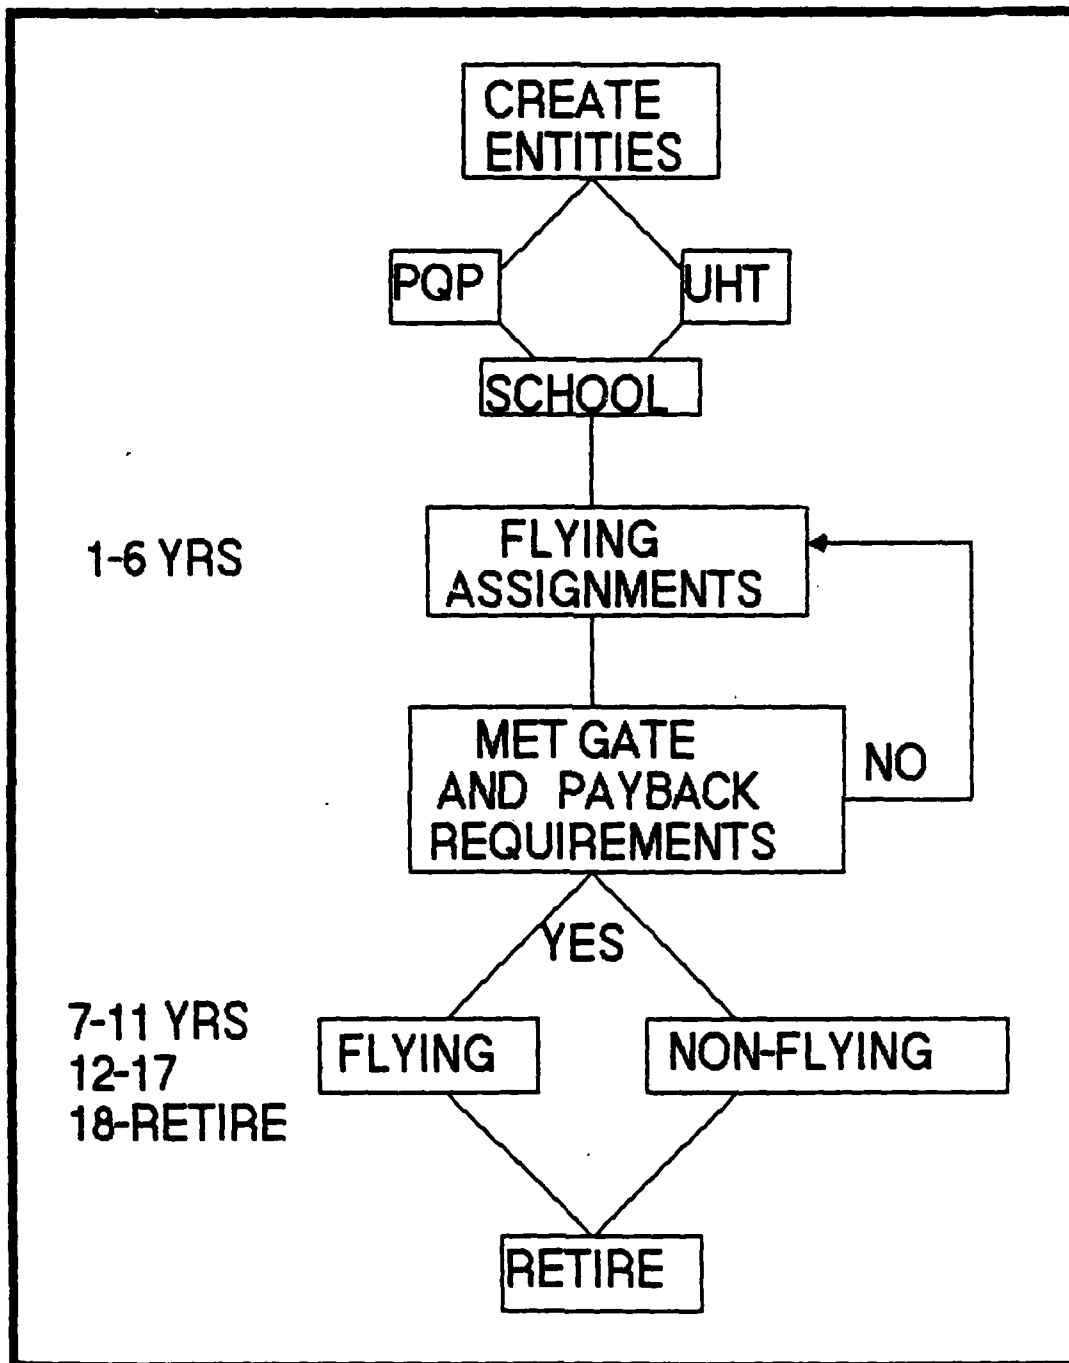 CREATE
ENTITIES
PQP
UHT
SCHOOL
1-6 YRS
FLYING
ASSIGNMENTS
MET GATE
AND PAYBACK
REQUIREMENTS
NO
YES
7-11 YRS
12-17
18-RETIRE
FLYING
NON-FLYING
RETIRE